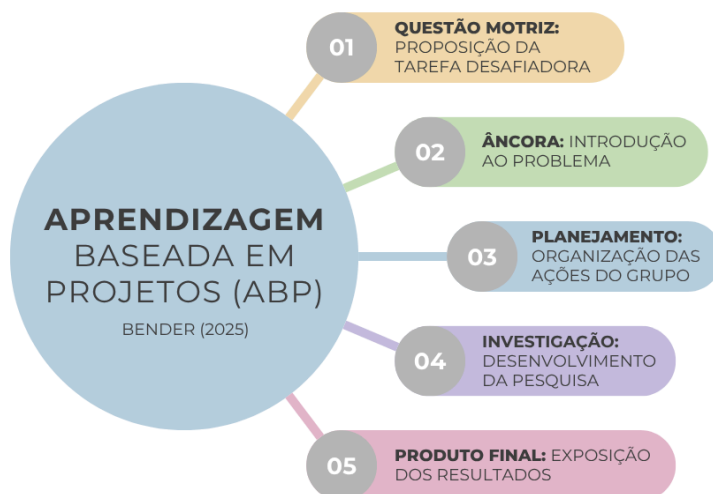 APRENDIZAGEM
BASEADA EM
PROJETOS (ABP)
BENDER (2025)
01
QUESTÃO MOTRIZ:
PROPOSIÇÃO DA
TAREFA DESAFIADORA
02
ÂNCORA: INTRODUÇÃO
AO PROBLEMA
03
PLANEJAMENTO:
ORGANIZAÇÃO DAS
AÇÕES DO GRUPO
04
INVESTIGAÇÃO:
DESENVOLVIMENTO
DA PESQUISA
05
PRODUTO FINAL: EXPOSIÇÃO
DOS RESULTADOS